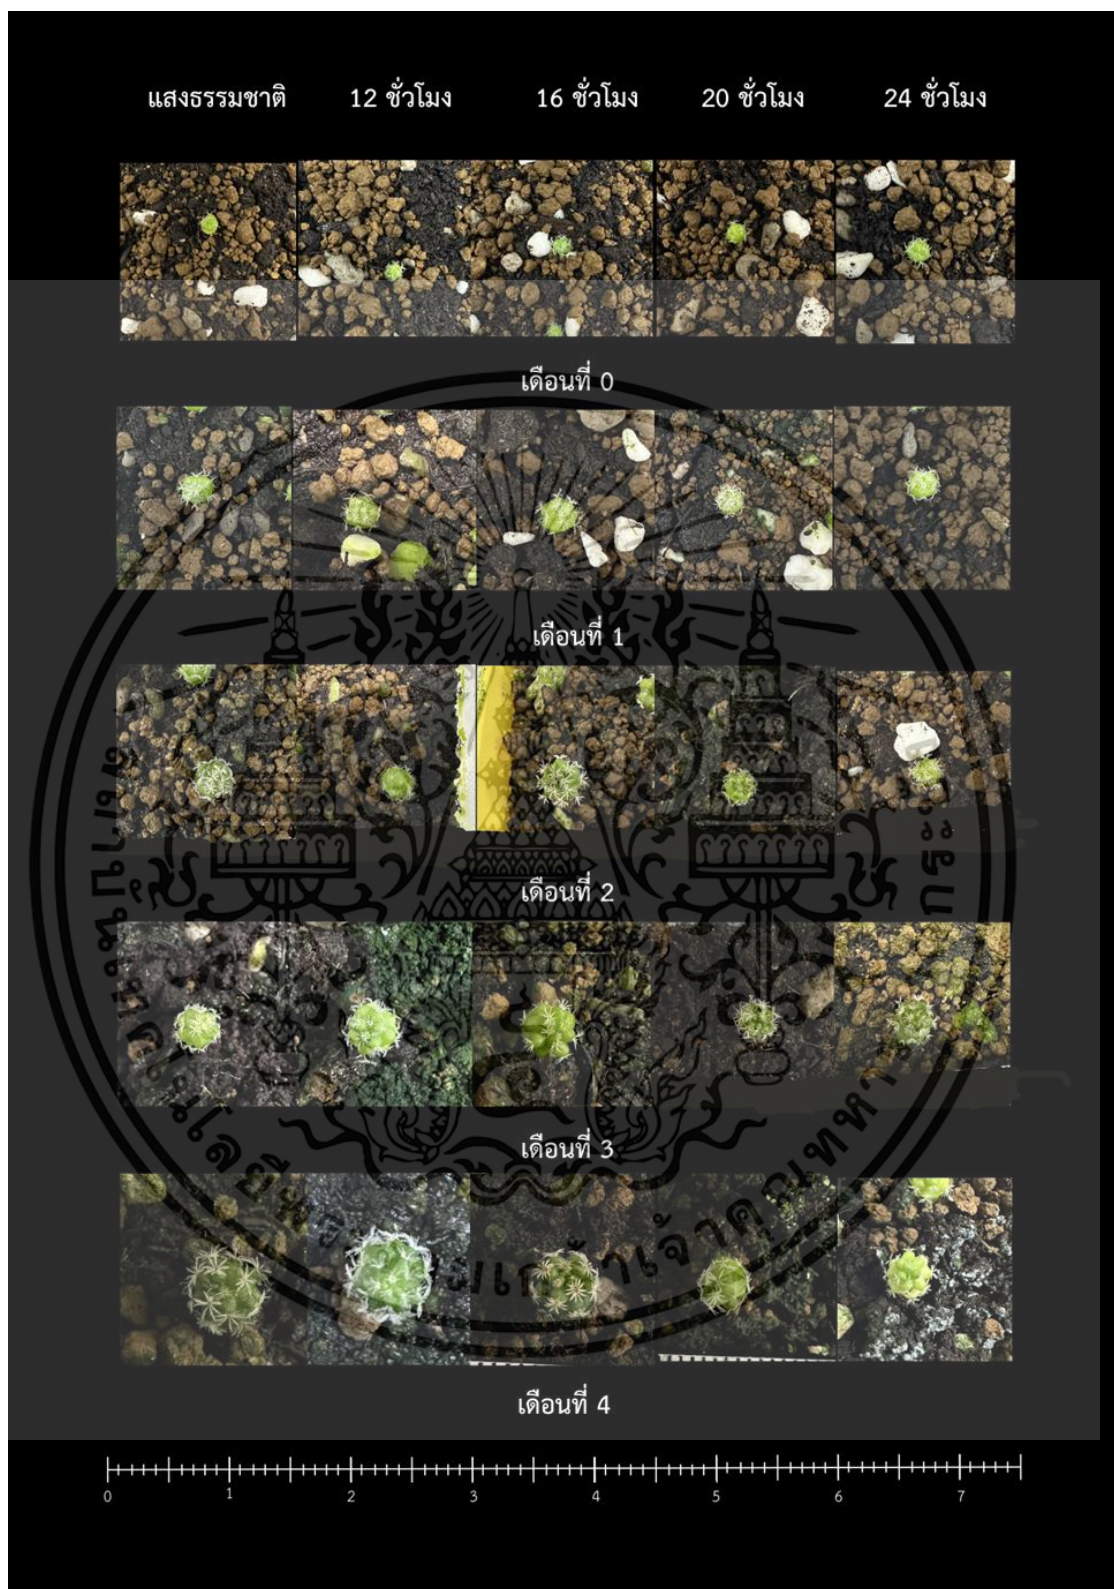 แสงธรรมชาติ 12 ชั่วโมง 16 ชั่วโมง 20 ชั่วโมง 24 ชั่วโมง
เดือนที่ 0
เดือนที่ 1
เดือนที่ 2
เดือนที่ 3
เดือนที่ 4
0 1 2 3 4 5 6 7